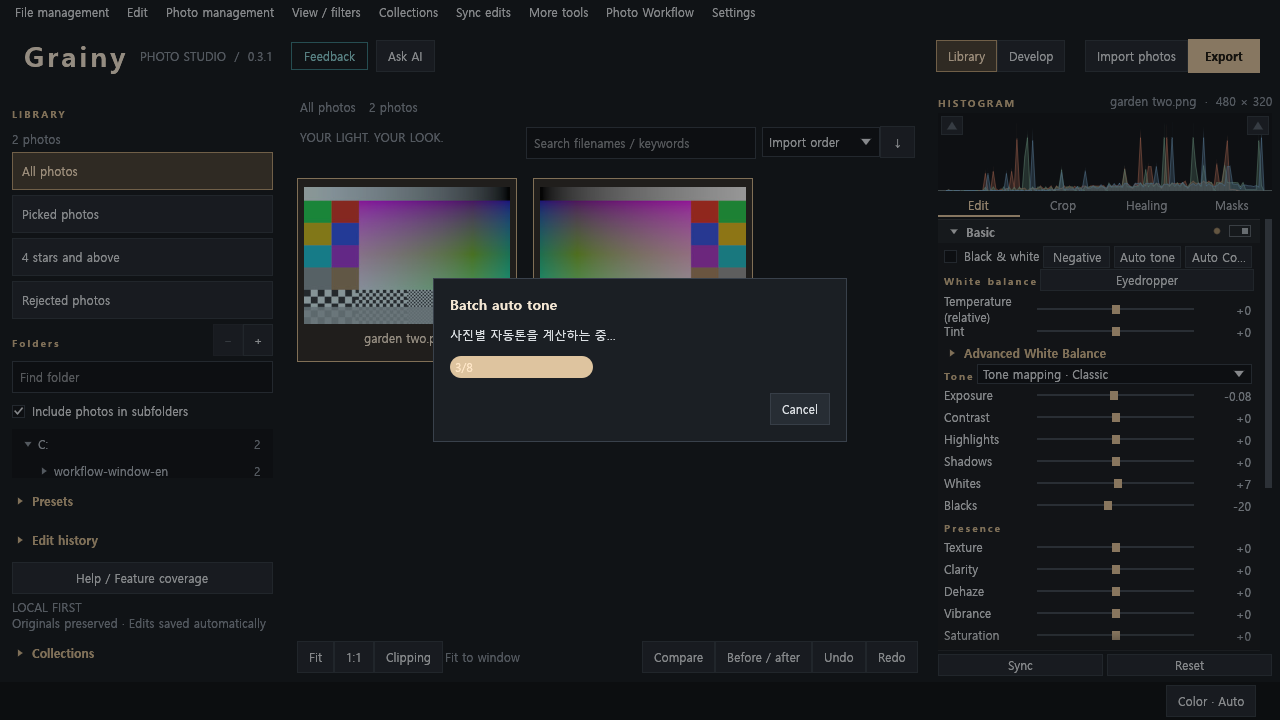 File management Edit Photo management View / filters Collections Sync edits More tools Photo Workflow Settings
Grainy PHOTO STUDIO / 0.3.1 Feedback Ask AI Library Develop Import photos Export
LIBRARY
2 photos
All photos
Picked photos
4 stars and above
Rejected photos
Folders − +
Find folder
Include photos in subfolders
C: 2
workflow-window-en 2
Presets
Edit history
Help / Feature coverage
LOCAL FIRST
Originals preserved · Edits saved automatically
Collections
All photos 2 photos
YOUR LIGHT. YOUR LOOK.
Search filenames / keywords Import order ↓
garden two.p
Batch auto tone
사진별 자동톤을 계산하는 중...
3/8
Cancel
Fit 1:1 Clipping Fit to window Compare Before / after Undo Redo
HISTOGRAM garden two.png · 480 × 320
Edit Crop Healing Masks
Basic
Black & white Negative Auto tone Auto Co...
White balance Eyedropper
Temperature (relative) +0
Tint +0
Advanced White Balance
Tone Tone mapping · Classic
Exposure -0.08
Contrast +0
Highlights +0
Shadows +0
Whites +7
Blacks -20
Presence
Texture +0
Clarity +0
Dehaze +0
Vibrance +0
Saturation +0
Sync Reset
Color · Auto